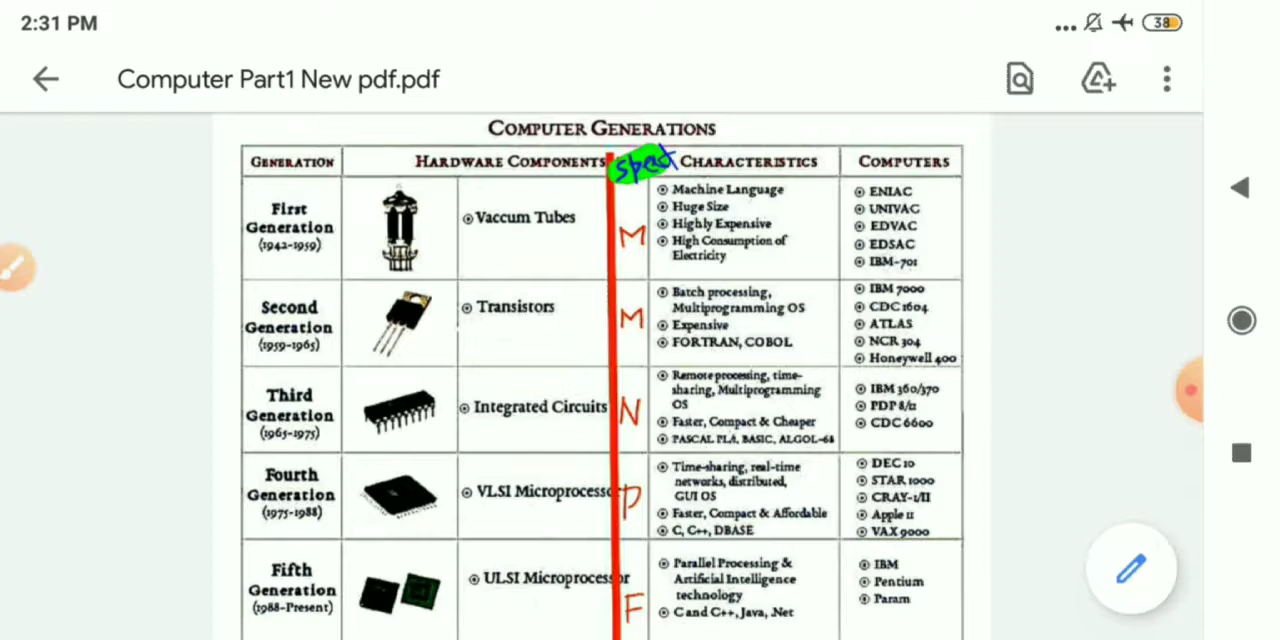 2:31 PM
38
Computer Part1 New pdf.pdf
COMPUTER GENERATIONS
GENERATION
HARDWARE COMPONENTS
Speed
CHARACTERISTICS
COMPUTERS
First
Generation
(1942-1959)
Vaccum Tubes
M
Machine Language
Huge Size
Highly Expensive
High Consumption of
Electricity
ENIAC
UNIVAC
EDVAC
EDSAC
IBM-701
Second
Generation
(1959-1965)
Transistors
M
Batch processing,
Multiprogramming OS
Expensive
FORTRAN, COBOL
IBM 7000
CDC 1604
ATLAS
NCR 304
Honeywell 400
Third
Generation
(1965-1975)
Integrated Circuits
N
Remote processing, time-
sharing, Multiprogramming
OS
Faster, Compact & Cheaper
PASCAL PLA, BASIC, ALGOL-68
IBM 360/370
PDP 8/11
CDC 6600
Fourth
Generation
(1975-1988)
VLSI Microprocessor
P
Time-sharing, real-time
networks, distributed,
GUI OS
Faster, Compact & Affordable
C, C++, DBASE
DEC 10
STAR 1000
CRAY-1/II
Apple II
VAX 9000
Fifth
Generation
(1988-Present)
ULSI Microprocessor
F
Parallel Processing &
Artificial Intelligence
technology
C and C++, Java, .Net
IBM
Pentium
Param